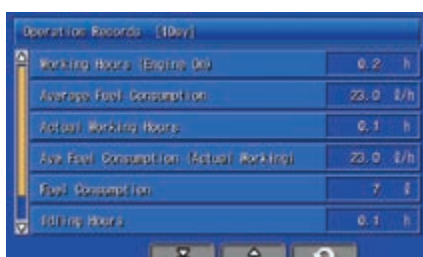 Operation Records [1Day]
Working Hours (Engine On) 0.2 h
Average Fuel Consumption 23.0 ℓ/h
Actual Working Hours 0.1 h
Ave Fuel Consumption (Actual Working) 23.0 ℓ/h
Fuel Consumption 7 ℓ
Idling Hours 0.1 h